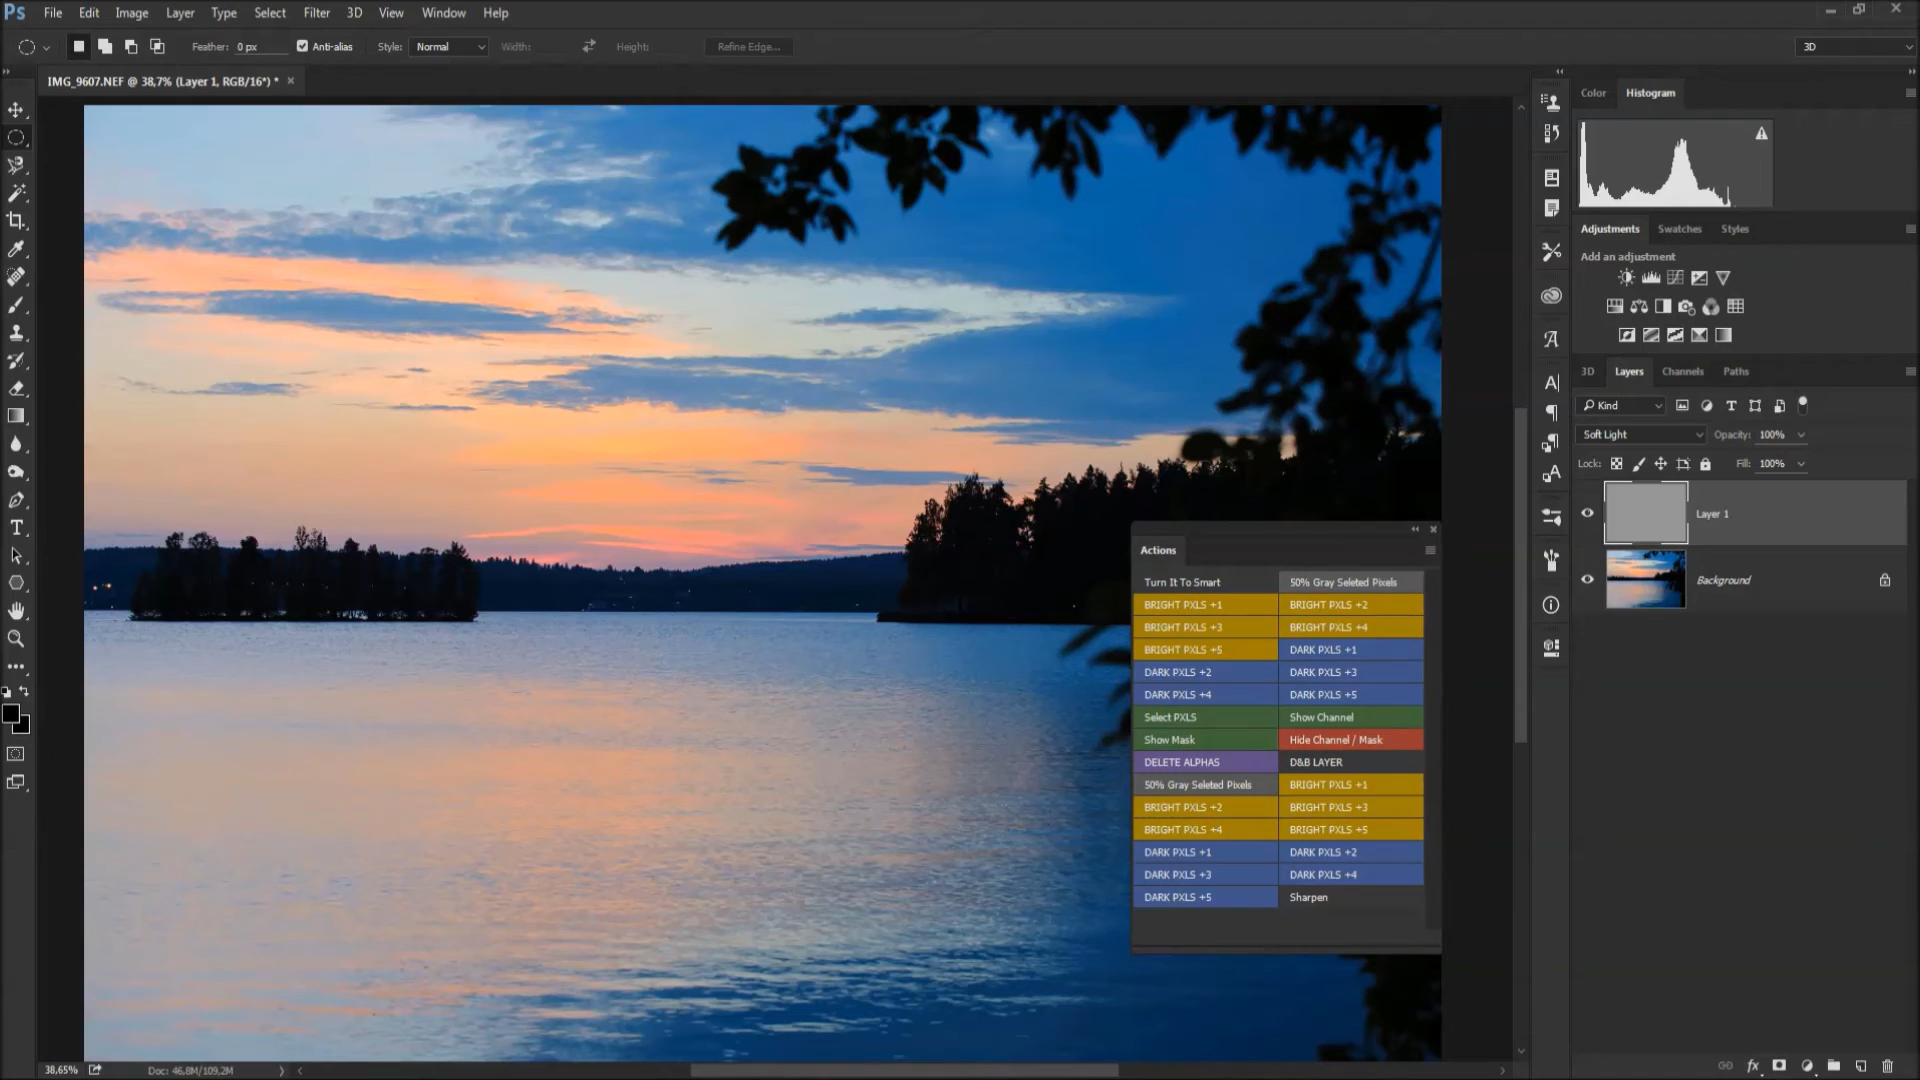 Ps File Edit Image Layer Type Select Filter 3D View Window Help
Feather: 0 px Anti-alias Style: Normal Width: Height: Refine Edge... 3D
IMG_9607.NEF @ 38,7% (Layer 1, RGB/16*) * ×
Color Histogram
Adjustments Swatches Styles
Add an adjustment
3D Layers Channels Paths
Kind
Soft Light Opacity: 100%
Lock: Fill: 100%
Layer 1
Background
Actions
Turn It To Smart 50% Gray Seleted Pixels
BRIGHT PXLS +1 BRIGHT PXLS +2
BRIGHT PXLS +3 BRIGHT PXLS +4
BRIGHT PXLS +5 DARK PXLS +1
DARK PXLS +2 DARK PXLS +3
DARK PXLS +4 DARK PXLS +5
Select PXLS Show Channel
Show Mask Hide Channel / Mask
DELETE ALPHAS D&B LAYER
50% Gray Seleted Pixels BRIGHT PXLS +1
BRIGHT PXLS +2 BRIGHT PXLS +3
BRIGHT PXLS +4 BRIGHT PXLS +5
DARK PXLS +1 DARK PXLS +2
DARK PXLS +3 DARK PXLS +4
DARK PXLS +5 Sharpen
38,65% Doc: 46,8M/109,2M